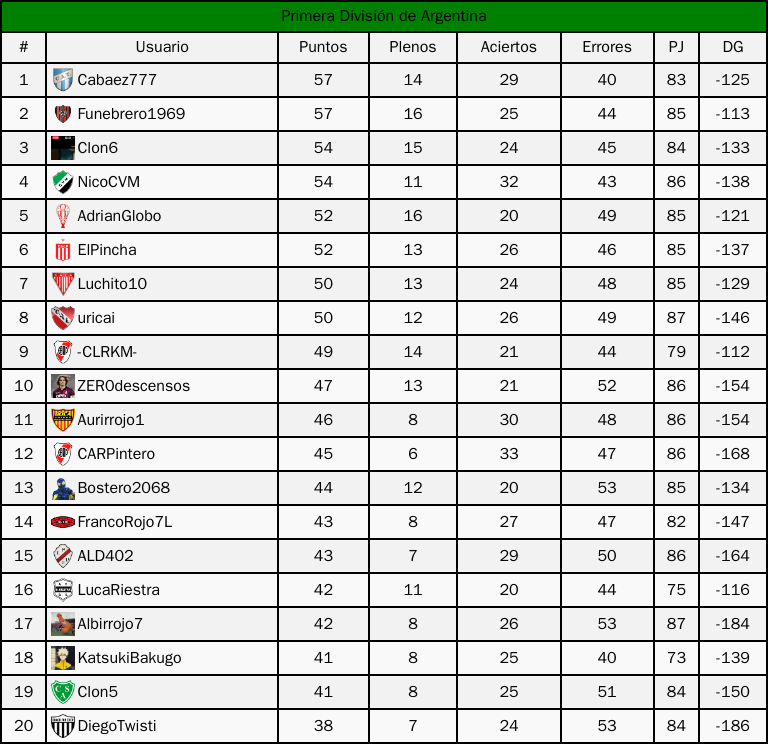 Primera División de Argentina
# Usuario Puntos Plenos Aciertos Errores PJ DG
1 Cabaez777 57 14 29 40 83 -125
2 Funebrero1969 57 16 25 44 85 -113
3 Clon6 54 15 24 45 84 -133
4 NicoCVM 54 11 32 43 86 -138
5 AdrianGlobo 52 16 20 49 85 -121
6 ElPincha 52 13 26 46 85 -137
7 Luchito10 50 13 24 48 85 -129
8 uricai 50 12 26 49 87 -146
9 -CLRKM- 49 14 21 44 79 -112
10 ZER0descensos 47 13 21 52 86 -154
11 Aurirrojo1 46 8 30 48 86 -154
12 CARPintero 45 6 33 47 86 -168
13 Bostero2068 44 12 20 53 85 -134
14 FrancoRojo7L 43 8 27 47 82 -147
15 ALD402 43 7 29 50 86 -164
16 LucaRiestra 42 11 20 44 75 -116
17 Albirrojo7 42 8 26 53 87 -184
18 KatsukiBakugo 41 8 25 40 73 -139
19 Clon5 41 8 25 51 84 -150
20 DiegoTwisti 38 7 24 53 84 -186